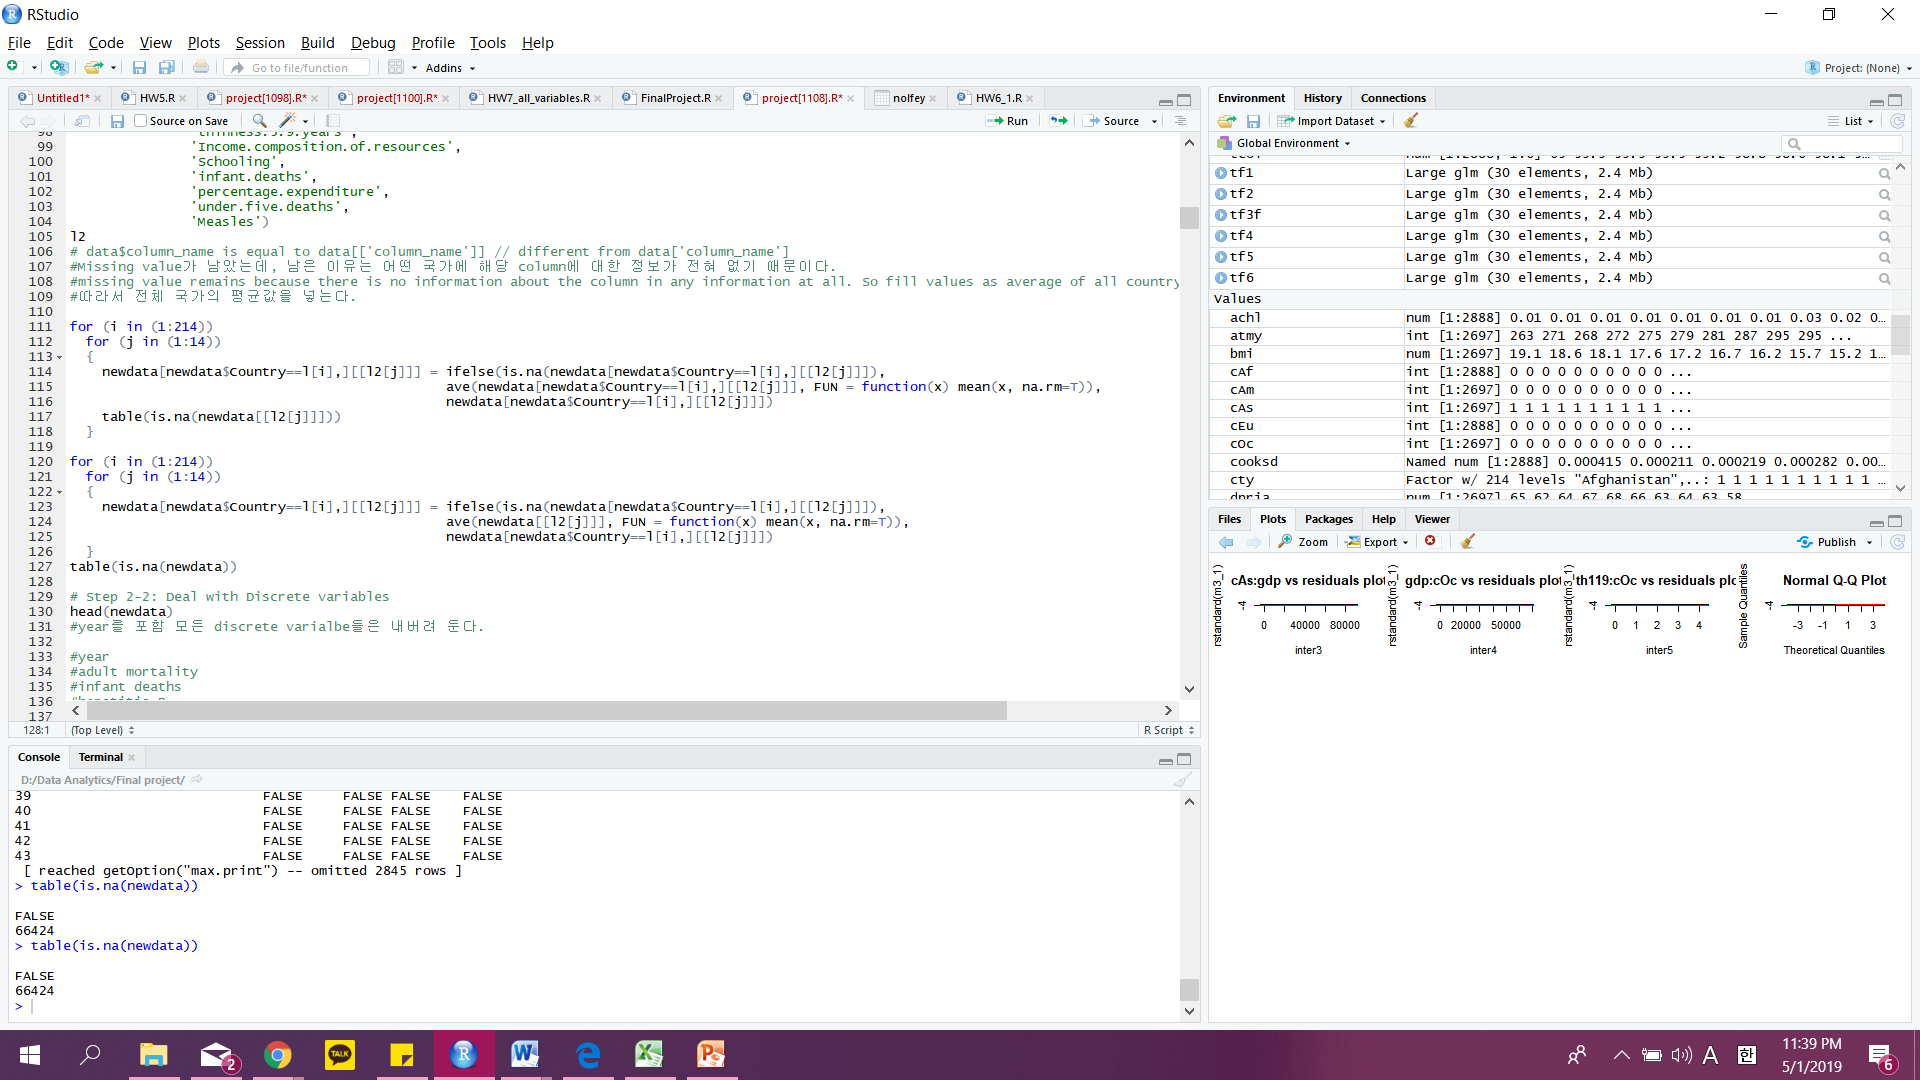 RStudio
File Edit Code View Plots Session Build Debug Profile Tools Help
Go to file/function Addins Project: (None)
Untitled1* HW5.R project[1098].R* project[1100].R* HW7_all_variables.R FinalProject.R project[1108].R* nolfey HW6_1.R
Source on Save Run Source
98 'thinness.5.9.years',
99 'Income.composition.of.resources',
100 'Schooling',
101 'infant.deaths',
102 'percentage.expenditure',
103 'under.five.deaths',
104 'Measles')
105 l2
106 # data$column_name is equal to data[['column_name']] // different from data['column_name']
107 #Missing value가 남았는데, 남은 이유는 어떤 국가에 해당 column에 대한 정보가 전혀 없기 때문이다.
108 #missing value remains because there is no information about the column in any information at all. So fill values as average of all country
109 #따라서 전체 국가의 평균값을 넣는다.
110
111 for (i in (1:214))
112 for (j in (1:14))
113 {
114 newdata[newdata$Country==l[i],][[l2[j]]] = ifelse(is.na(newdata[newdata$Country==l[i],][[l2[j]]]),
115 ave(newdata[newdata$Country==l[i],][[l2[j]]], FUN = function(x) mean(x, na.rm=T)),
116 newdata[newdata$Country==l[i],][[l2[j]]])
117 table(is.na(newdata[[l2[j]]]))
118 }
119
120 for (i in (1:214))
121 for (j in (1:14))
122 {
123 newdata[newdata$Country==l[i],][[l2[j]]] = ifelse(is.na(newdata[newdata$Country==l[i],][[l2[j]]]),
124 ave(newdata[[l2[j]]], FUN = function(x) mean(x, na.rm=T)),
125 newdata[newdata$Country==l[i],][[l2[j]]])
126 }
127 table(is.na(newdata))
128
129 # Step 2-2: Deal with Discrete variables
130 head(newdata)
131 #year를 포함 모든 discrete varialbe들은 내버려 둔다.
132
133 #year
134 #adult mortality
135 #infant deaths
136
137
128:1 (Top Level) R Script
Console Terminal
D:/Data Analytics/Final project/
39 FALSE FALSE FALSE FALSE
40 FALSE FALSE FALSE FALSE
41 FALSE FALSE FALSE FALSE
42 FALSE FALSE FALSE FALSE
43 FALSE FALSE FALSE FALSE
[ reached getOption("max.print") -- omitted 2845 rows ]
> table(is.na(newdata))
FALSE
66424
> table(is.na(newdata))
FALSE
66424
>
Environment History Connections
Import Dataset List
Global Environment
tf1 Large glm (30 elements, 2.4 Mb)
tf2 Large glm (30 elements, 2.4 Mb)
tf3f Large glm (30 elements, 2.4 Mb)
tf4 Large glm (30 elements, 2.4 Mb)
tf5 Large glm (30 elements, 2.4 Mb)
tf6 Large glm (30 elements, 2.4 Mb)
Values
achl num [1:2888] 0.01 0.01 0.01 0.01 0.01 0.01 0.01 0.03 0.02 0…
atmy int [1:2697] 263 271 268 272 275 279 281 287 295 295 ...
bmi num [1:2697] 19.1 18.6 18.1 17.6 17.2 16.7 16.2 15.7 15.2 1…
cAf int [1:2888] 0 0 0 0 0 0 0 0 0 0 ...
cAm int [1:2697] 0 0 0 0 0 0 0 0 0 0 ...
cAs int [1:2697] 1 1 1 1 1 1 1 1 1 1 ...
cEu int [1:2888] 0 0 0 0 0 0 0 0 0 0 ...
cOc int [1:2697] 0 0 0 0 0 0 0 0 0 0 ...
cooksd Named num [1:2888] 0.000415 0.000211 0.000219 0.000282 0.00…
cty Factor w/ 214 levels "Afghanistan",..: 1 1 1 1 1 1 1 1 1 …
Files Plots Packages Help Viewer
Zoom Export Publish
cAs:gdp vs residuals plot gdp:cOc vs residuals plot th119:cOc vs residuals plo Normal Q-Q Plot
rstandard(m3_1) -4 rstandard(m3_1) -4 rstandard(m3_1) -4 Sample Quantiles -4
0 40000 80000 0 20000 50000 0 1 2 3 4 -3 -1 1 3
inter3 inter4 inter5 Theoretical Quantiles
2 TALK A 한 11:39 PM
5/1/2019 6